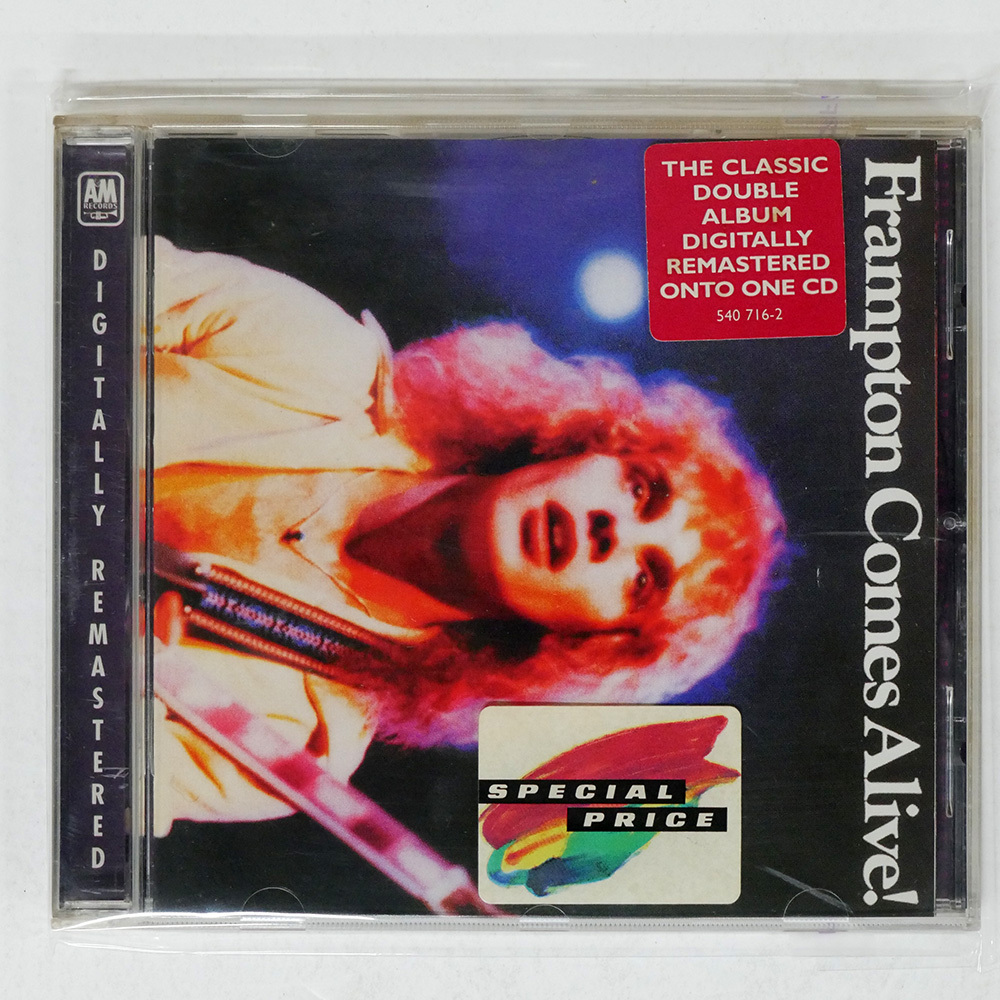 A&M
RECORDS
DIGITALLY REMASTERED
THE CLASSIC
DOUBLE
ALBUM
DIGITALLY
REMASTERED
ONTO ONE CD
540 716-2
Frampton Comes Alive!
SPECIAL
PRICE